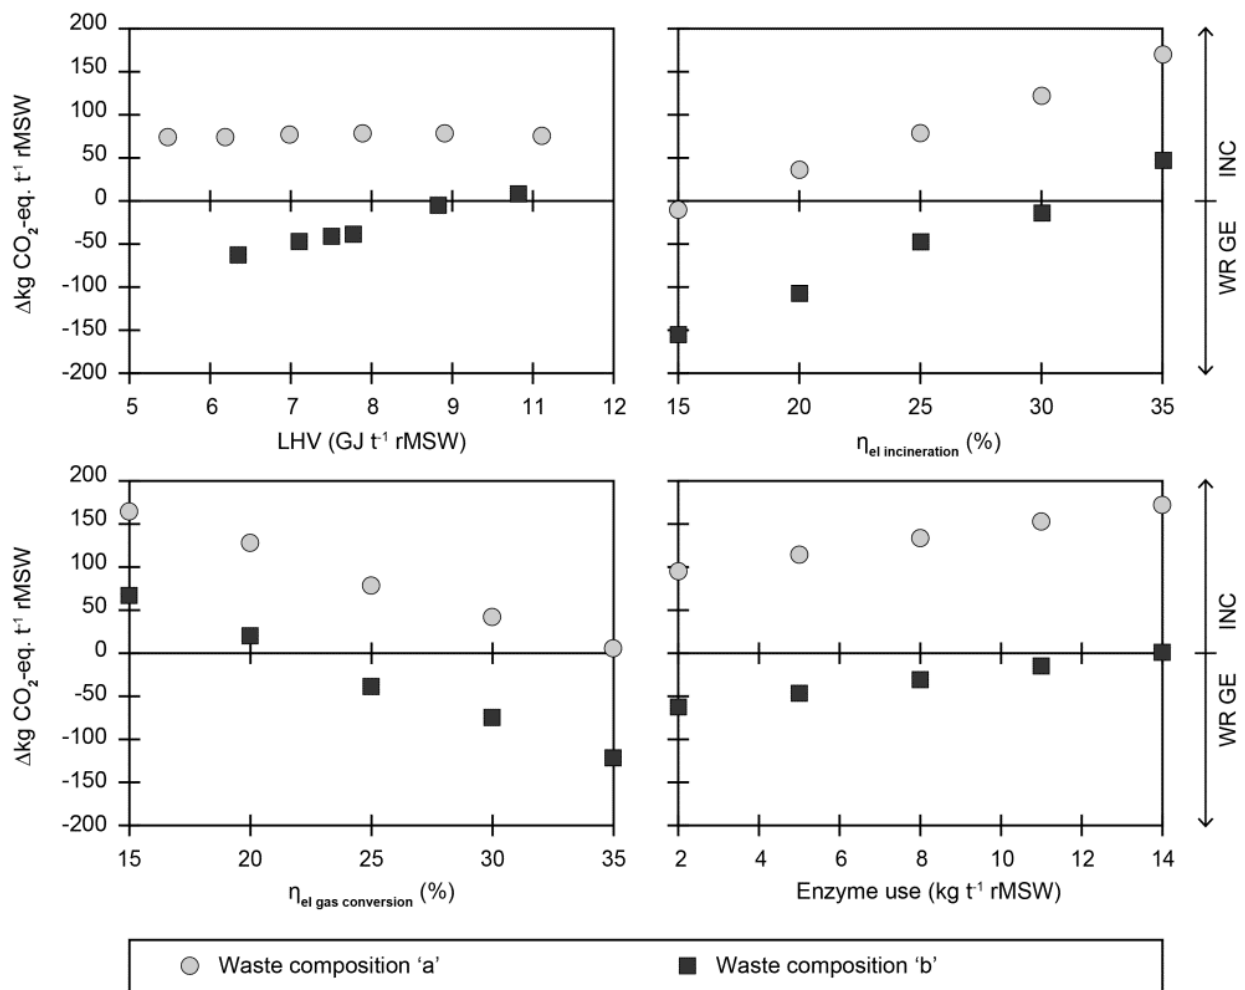 200
150
100
50
0
-50
-100
-150
-200
ΔKg CO₂-eq. t⁻¹ rMSW
5 6 7 8 9 11 12
LHV (GJ t⁻¹ rMSW)
15 20 25 30 35
η el incineration (%)
INC
WR GE
200
150
100
50
0
-50
-100
-150
-200
Δkg CO₂-eq. t⁻¹ rMSW
15 20 25 30 35
η el gas conversion (%)
2 4 6 8 10 12 14
Enzyme use (kg t⁻¹ rMSW)
INC
WR GE
Waste composition ‘a’ Waste composition ‘b’